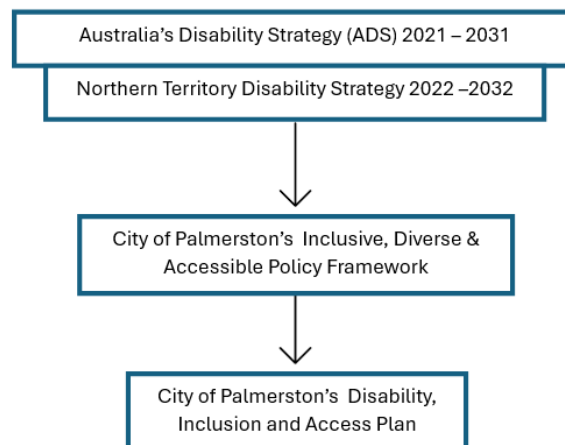 Australia’s Disability Strategy (ADS) 2021 – 2031
Northern Territory Disability Strategy 2022 –2032
City of Palmerston’s Inclusive, Diverse &
Accessible Policy Framework
City of Palmerston’s Disability,
Inclusion and Access Plan